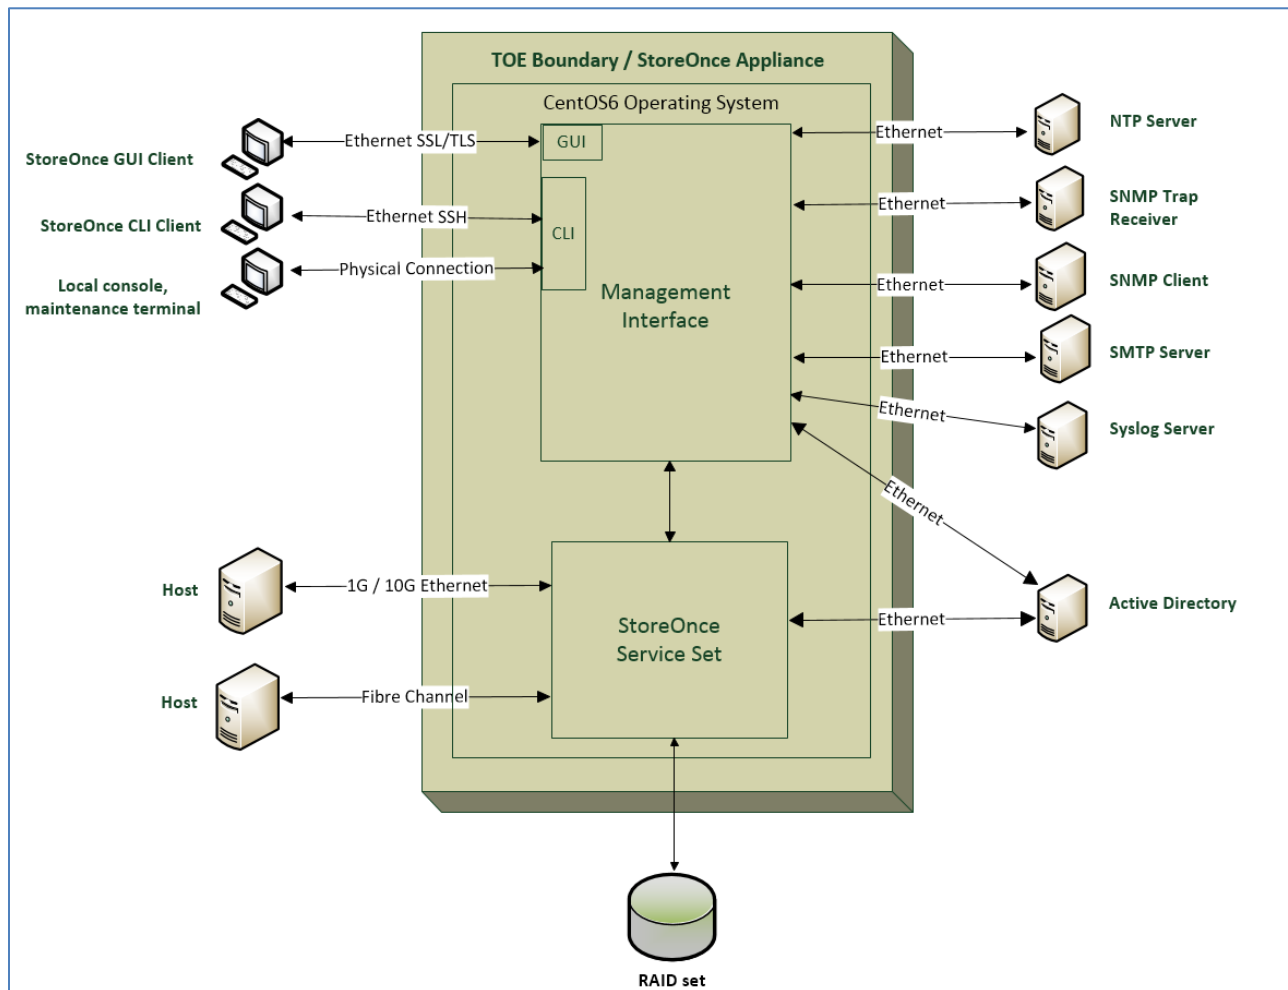 TOE Boundary / StoreOnce Appliance
CentOS6 Operating System
GUI
CLI
Management
Interface
StoreOnce
Service Set
StoreOnce GUI Client
Ethernet SSL/TLS
StoreOnce CLI Client
Ethernet SSH
Local console,
maintenance terminal
Physical Connection
Host
1G / 10G Ethernet
Host
Fibre Channel
Ethernet
NTP Server
Ethernet
SNMP Trap
Receiver
Ethernet
SNMP Client
Ethernet
SMTP Server
Ethernet
Syslog Server
Ethernet
Ethernet
Active Directory
RAID set